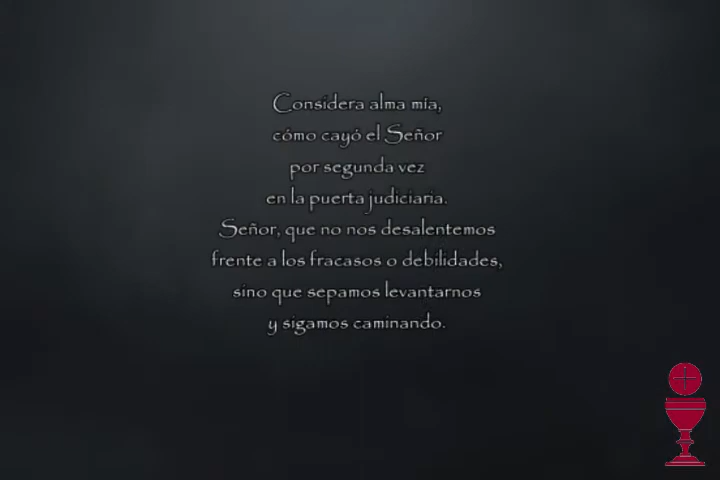 Considera alma mía,
cómo cayó el Señor
por segunda vez
en la puerta judiciaria.
Señor, que no nos desalentemos
frente a los fracasos o debilidades,
sino que sepamos levantarnos
y sigamos caminando.